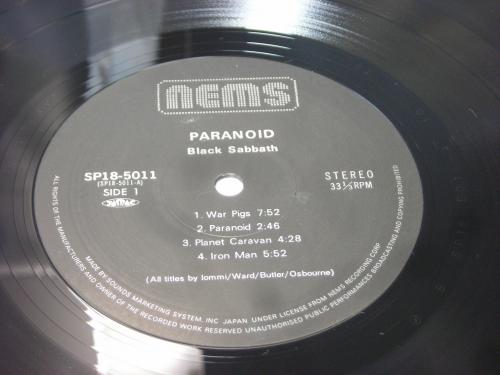 nems
PARANOID
Black Sabbath
SP18-5011
(SP18-5011-A)
SIDE 1
STEREO
33⅓RPM
1. War Pigs 7:52
2. Paranoid 2:46
3. Planet Caravan 4:28
4. Iron Man 5:52
(All titles by Iommi/Ward/Butler/Osbourne)
ALL RIGHTS OF THE MANUFACTURERS AND OWNER OF THE RECORDED WORK RESERVED UNAUTHORISED PUBLIC PERFORMANCES BROADCASTING AND COPYING PROHIBITED
MADE BY SOUNDS MARKETING SYSTEM, INC. JAPAN UNDER LICENSE FROM NEMS RECORDING CORP.